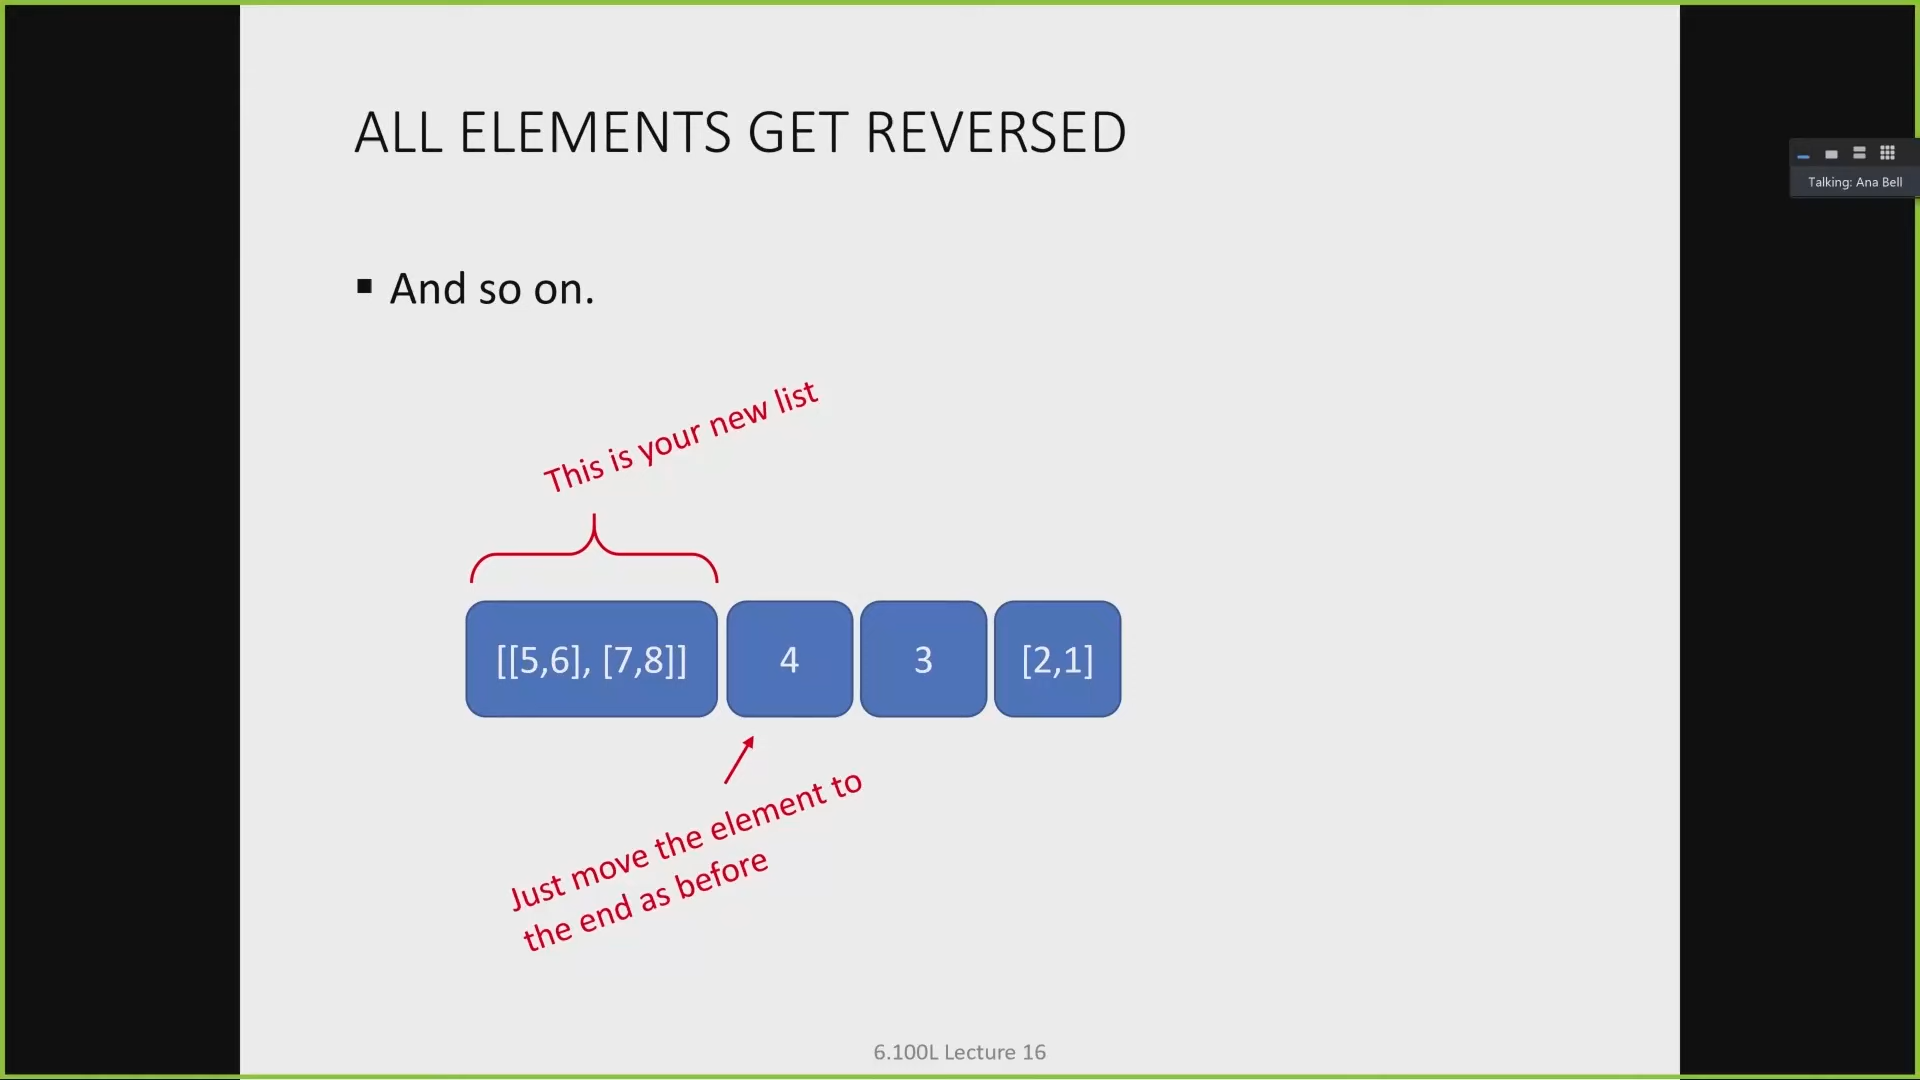 ALL ELEMENTS GET REVERSED
Talking: Ana Bell
▪ And so on.
This is your new list
[[5,6], [7,8]] 4 3 [2,1]
Just move the element to
the end as before
6.100L Lecture 16